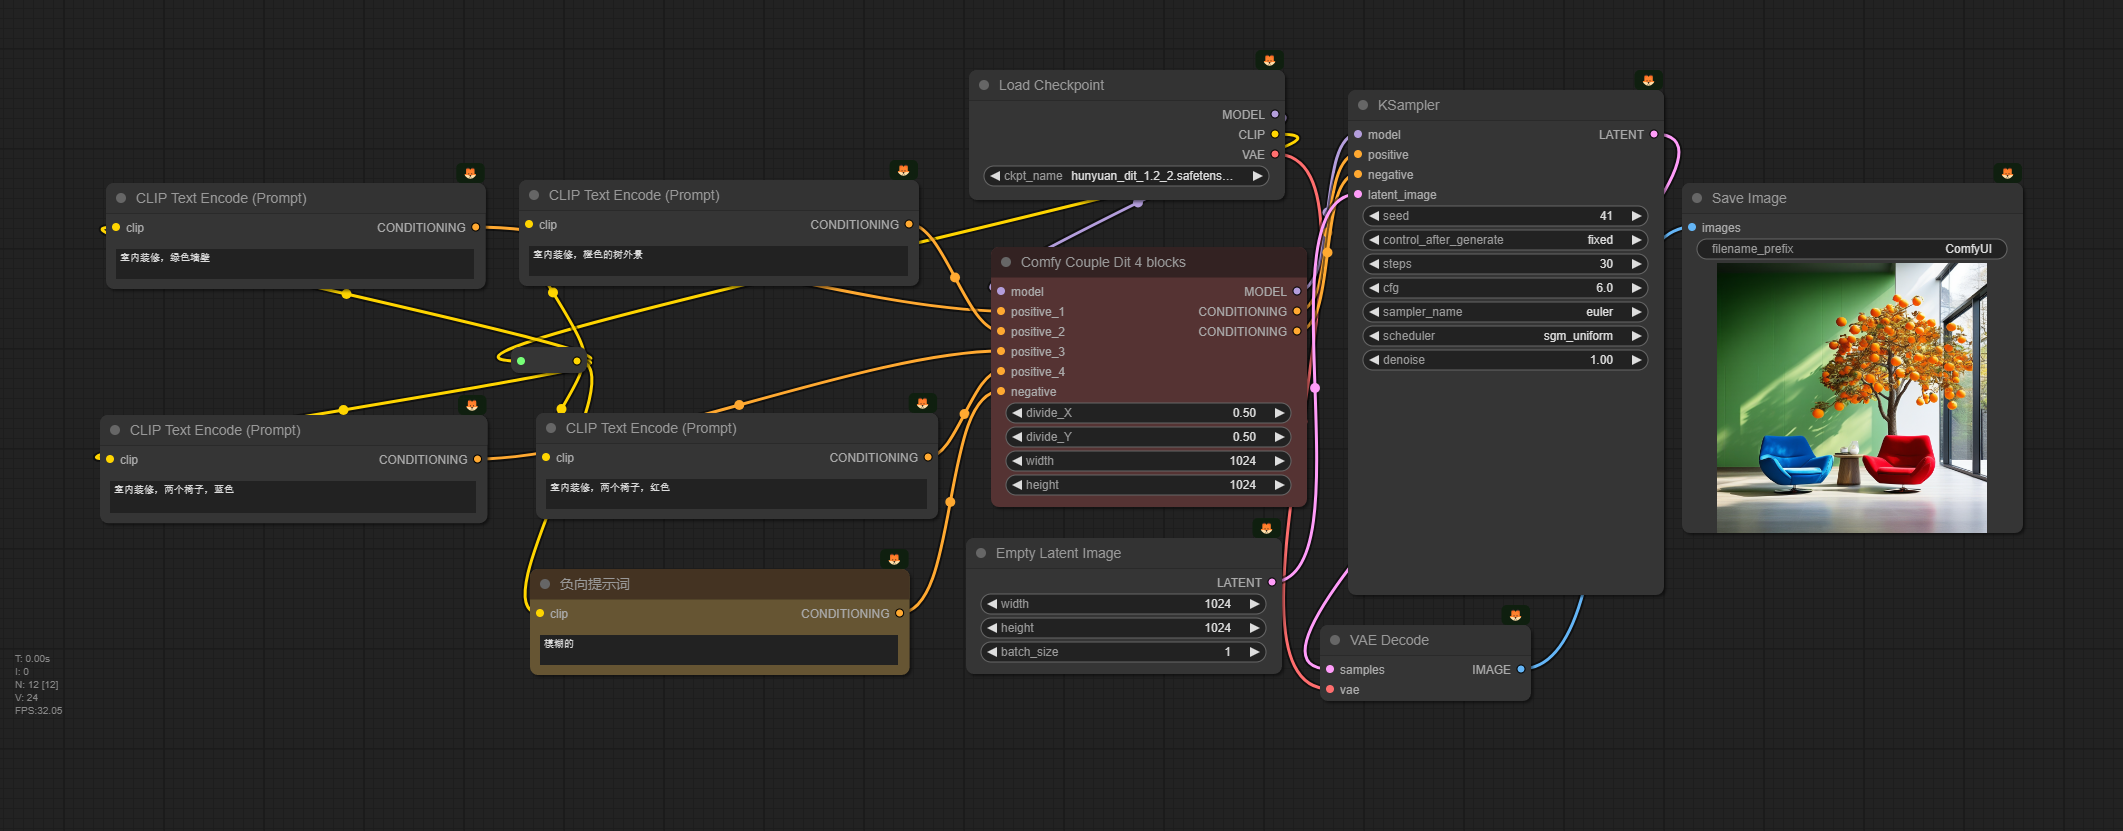 CLIP Text Encode (Prompt)
clip
CONDITIONING
室内装修，绿色墙壁
CLIP Text Encode (Prompt)
clip
CONDITIONING
室内装修，橙色的树外景
CLIP Text Encode (Prompt)
clip
CONDITIONING
室内装修，两个椅子，蓝色
CLIP Text Encode (Prompt)
clip
CONDITIONING
室内装修，两个椅子，红色
负向提示词
clip
CONDITIONING
模糊的
Load Checkpoint
MODEL
CLIP
VAE
ckpt_name hunyuan_dit_1.2_2.safetens...
Comfy Couple Dit 4 blocks
model MODEL
positive_1 CONDITIONING
positive_2 CONDITIONING
positive_3
positive_4
negative
divide_X 0.50
divide_Y 0.50
width 1024
height 1024
Empty Latent Image
LATENT
width 1024
height 1024
batch_size 1
KSampler
model LATENT
positive
negative
latent_image
seed 41
control_after_generate fixed
steps 30
cfg 6.0
sampler_name euler
scheduler sgm_uniform
denoise 1.00
VAE Decode
samples IMAGE
vae
Save Image
images
filename_prefix ComfyUI
T: 0.00s
I: 0
N: 12 [12]
V: 24
FPS:32.05